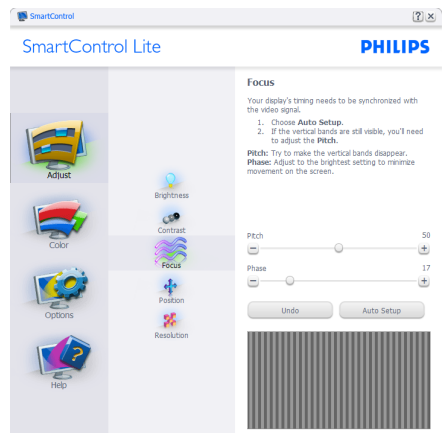 SmartControl
SmartControl Lite
PHILIPS
Adjust
Color
Options
Help
Brightness
Contrast
Focus
Position
Resolution
Focus
Your display's timing needs to be synchronized with
the video signal.
1. Choose Auto Setup.
2. If the vertical bands are still visible, you'll need
to adjust the Pitch.
Pitch: Try to make the vertical bands disappear.
Phase: Adjust to the brightest setting to minimize
movement on the screen.
Pitch 50
Phase 17
Undo Auto Setup